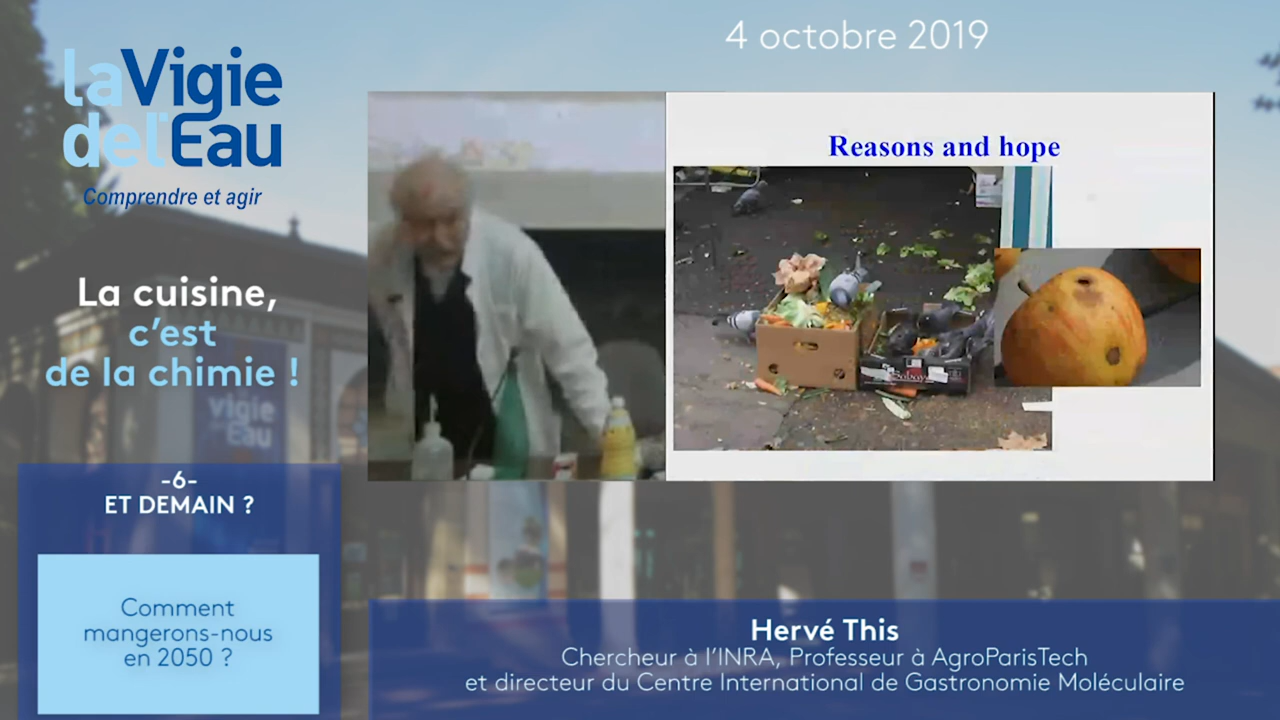 4 octobre 2019
la Vigie
de l'Eau
Comprendre et agir
La cuisine,
c'est
de la chimie !
-6-
ET DEMAIN ?
Comment
mangerons-nous
en 2050 ?
Reasons and hope
vigie
Eau
Hervé This
Chercheur à l'INRA, Professeur à AgroParisTech
et directeur du Centre International de Gastronomie Moléculaire